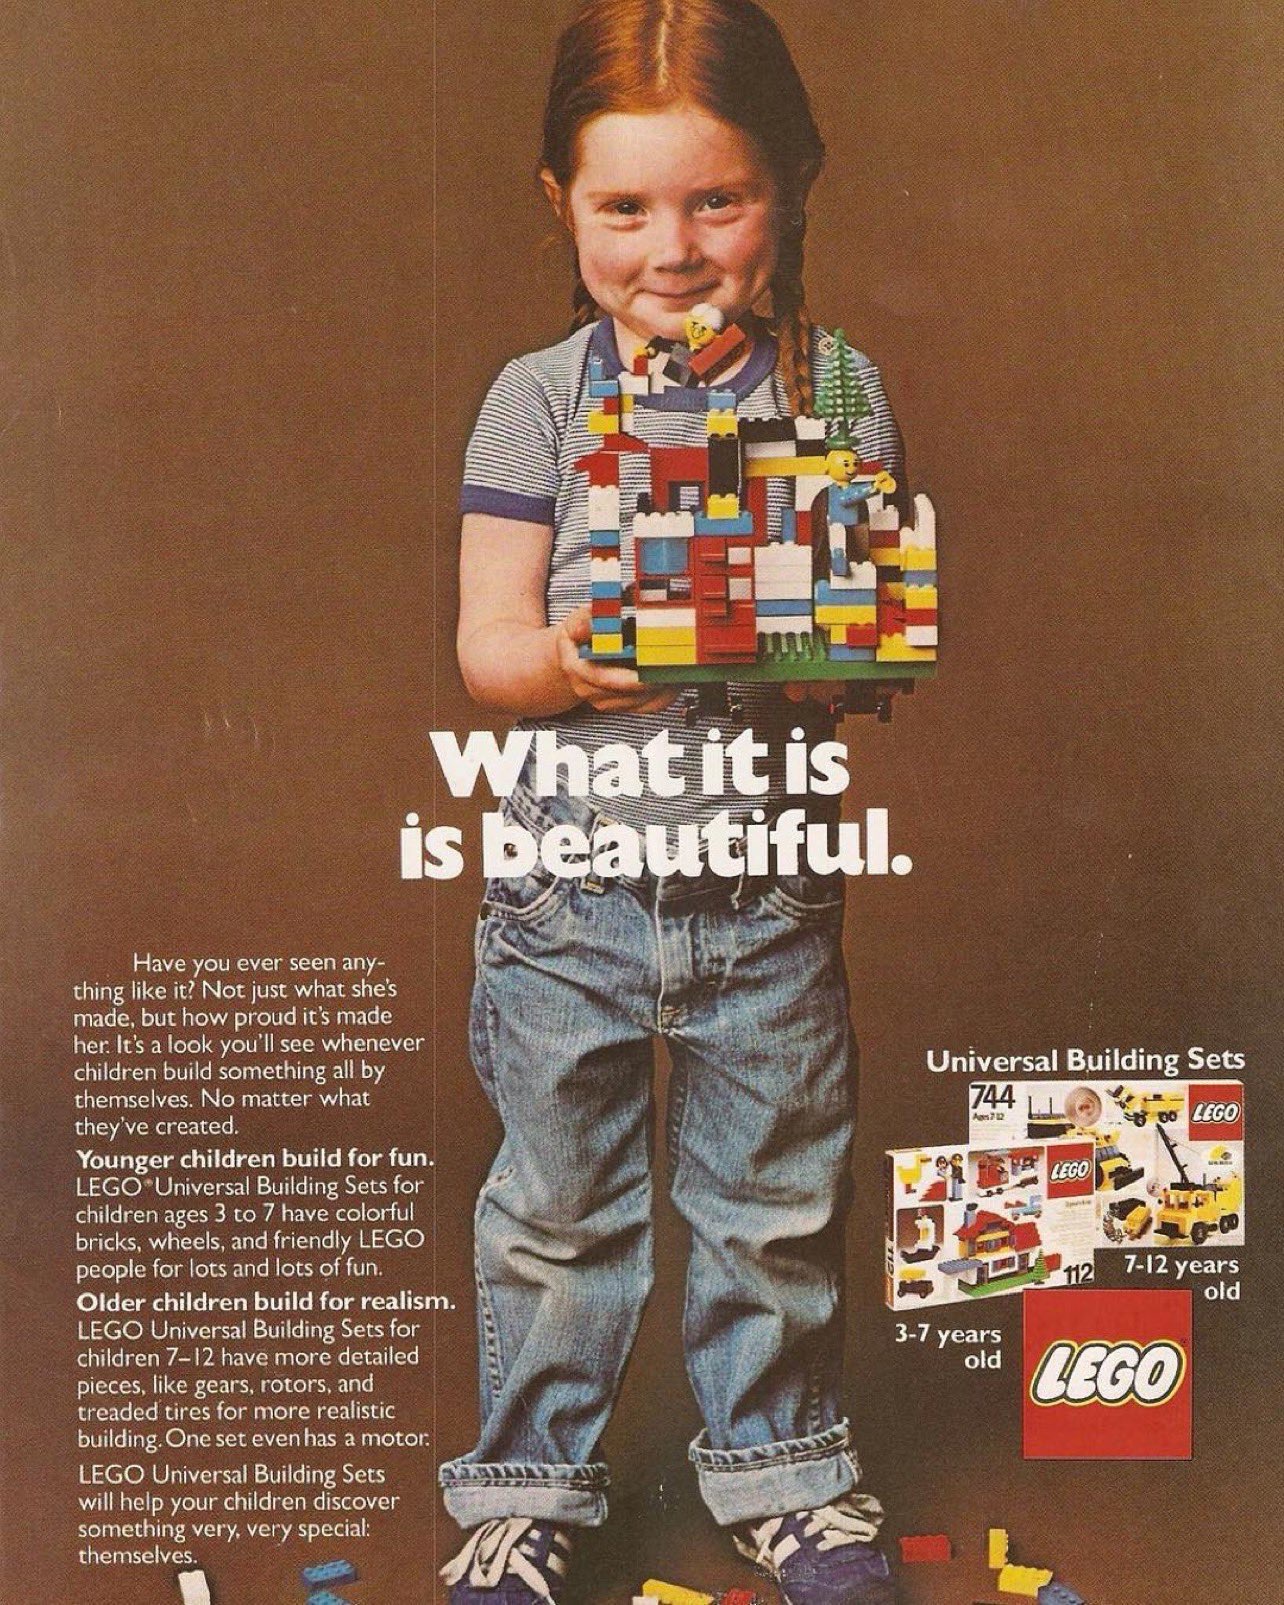 What it is
is beautiful.
Have you ever seen any-
thing like it? Not just what she's
made, but how proud it's made
her. It's a look you'll see whenever
children build something all by
themselves. No matter what
they've created.
Younger children build for fun.
LEGO® Universal Building Sets for
children ages 3 to 7 have colorful
bricks, wheels, and friendly LEGO
people for lots and lots of fun.
Older children build for realism.
LEGO Universal Building Sets for
children 7–12 have more detailed
pieces, like gears, rotors, and
treaded tires for more realistic
building. One set even has a motor.
LEGO Universal Building Sets
will help your children discover
something very, very special:
themselves.
Universal Building Sets
744
Ages 7-12
LEGO
LEGO
112
112
7-12 years
old
3-7 years
old
LEGO